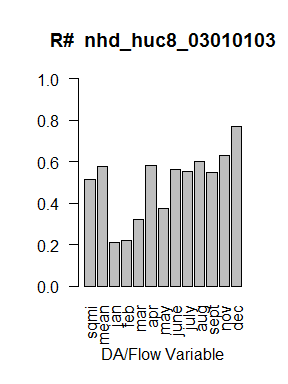 R#  nhd_huc8_03010103
1.0
0.8
0.6
0.4
0.2
0.0
sqmi
mean
jan
feb
mar
apr
may
june
july
aug
sept
nov
dec
DA/Flow Variable